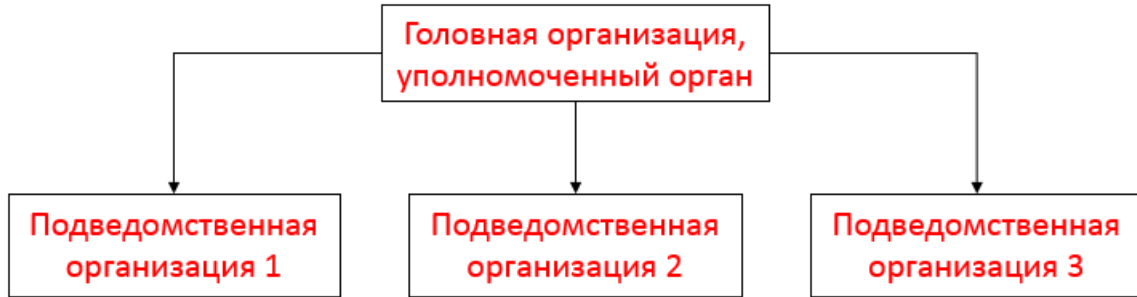 Головная организация,
уполномоченный орган
Подведомственная
организация 1
Подведомственная
организация 2
Подведомственная
организация 3